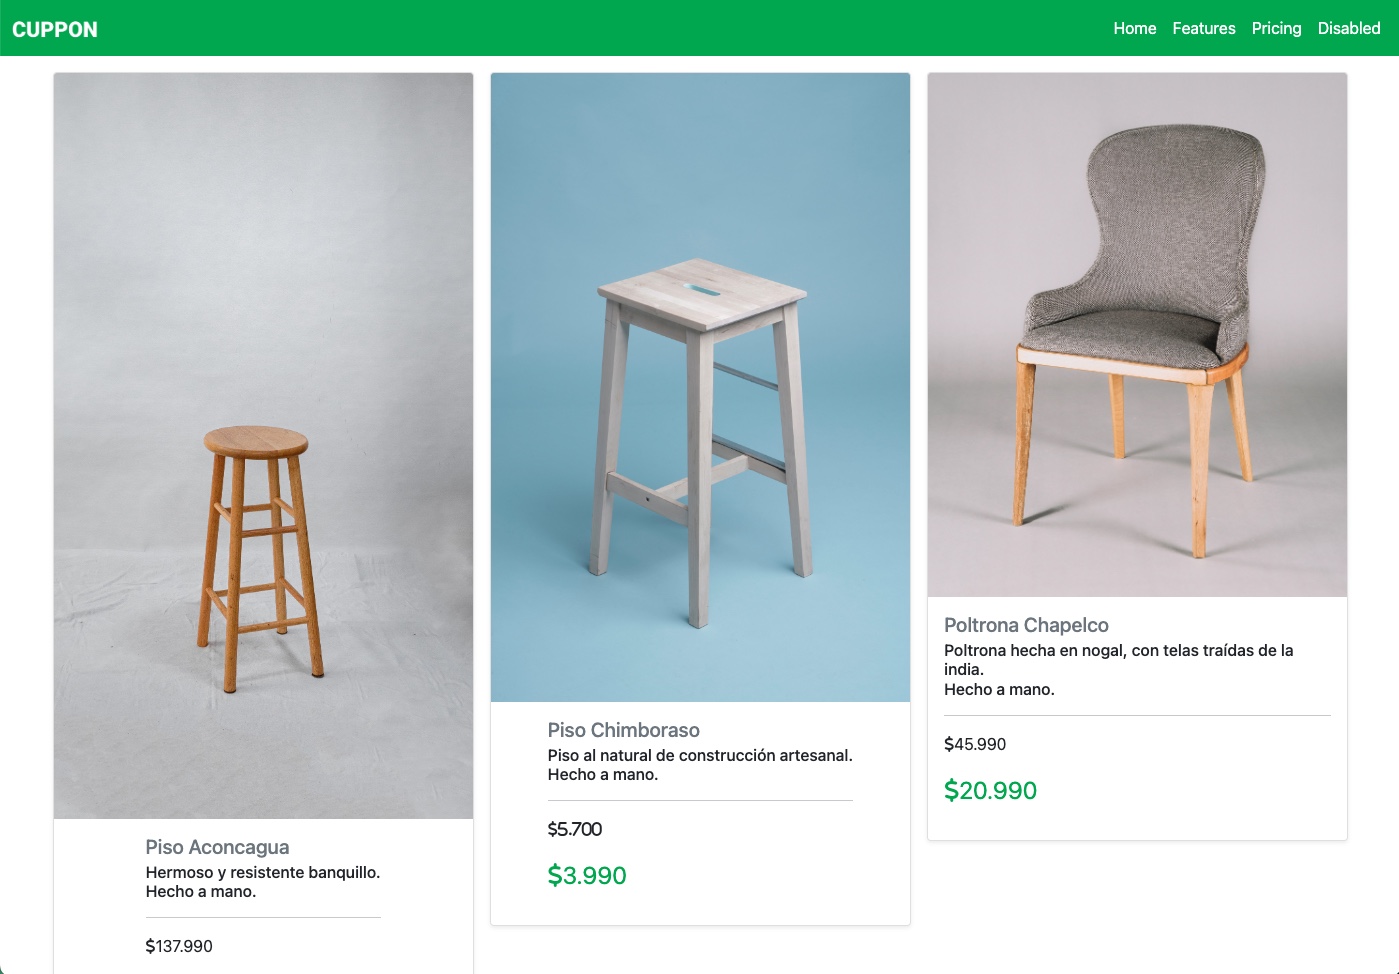 CUPPON
Home Features Pricing Disabled
Piso Aconcagua
Hermoso y resistente banquillo.
Hecho a mano.
$137.990
Piso Chimboraso
Piso al natural de construcción artesanal.
Hecho a mano.
$5.700
$3.990
Poltrona Chapelco
Poltrona hecha en nogal, con telas traídas de la
india.
Hecho a mano.
$45.990
$20.990